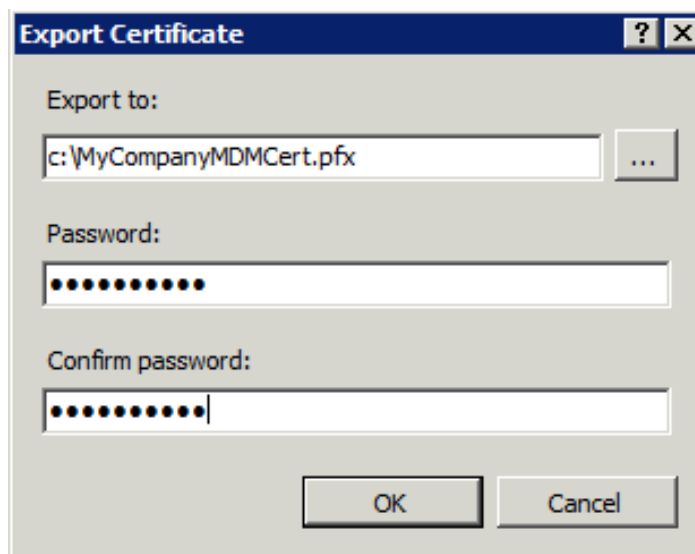 Export Certificate
? X
Export to:
c:\MyCompanyMDMCert.pfx
...
Password:
●●●●●●●●●●
Confirm password:
●●●●●●●●●●
OK Cancel